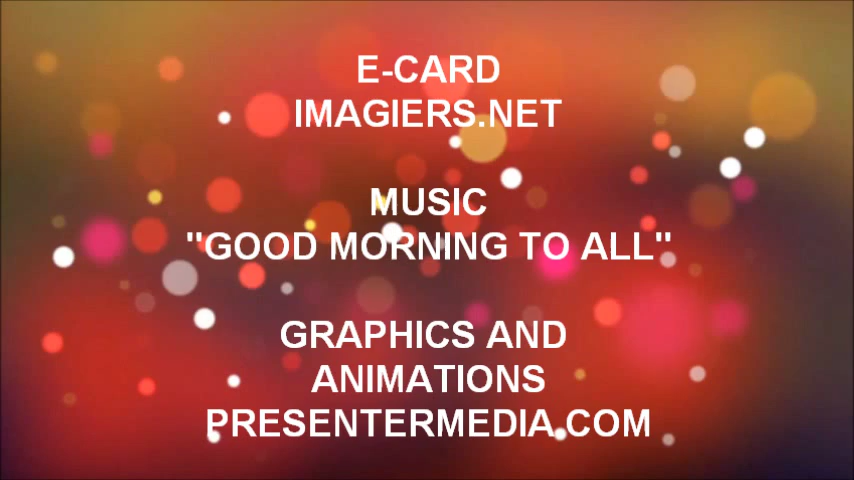 E-CARD
IMAGIERS.NET
MUSIC
"GOOD MORNING TO ALL"
GRAPHICS AND
ANIMATIONS
PRESENTERMEDIA.COM